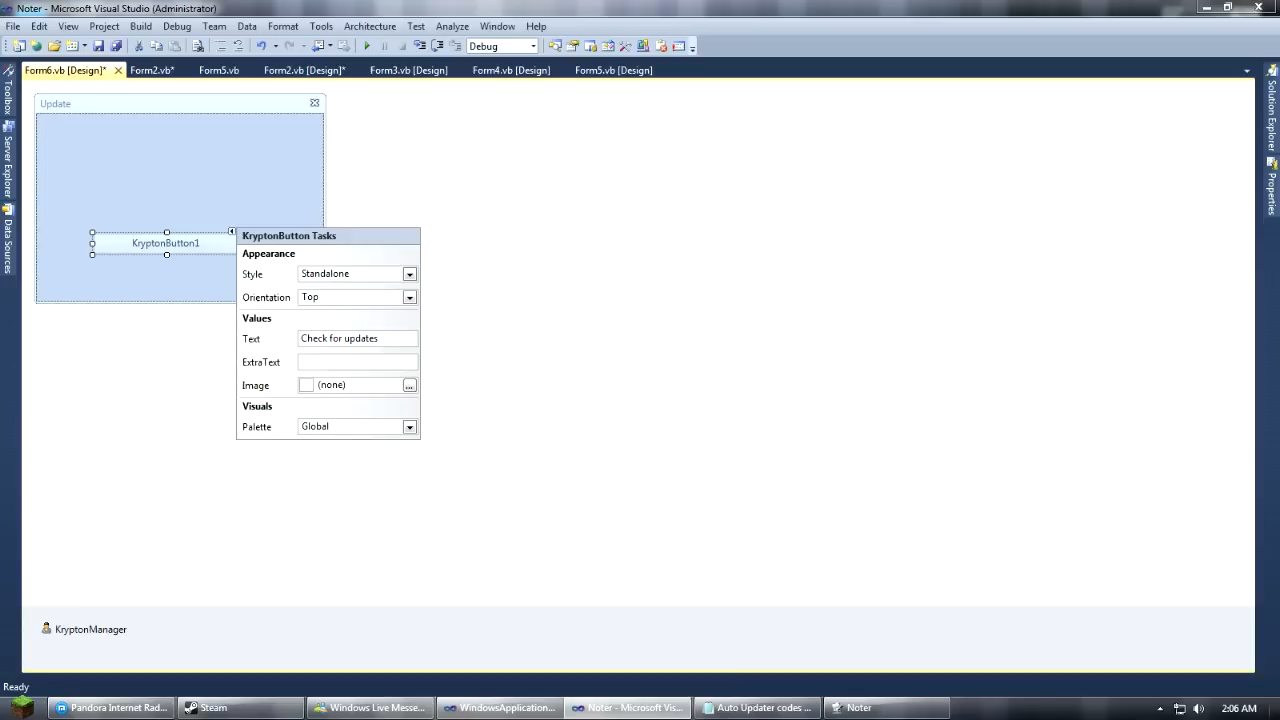 Noter - Microsoft Visual Studio (Administrator)
File Edit View Project Build Debug Team Data Format Tools Architecture Test Analyze Window Help
Debug
Form6.vb [Design]* Form2.vb* Form5.vb Form2.vb [Design]* Form3.vb [Design] Form4.vb [Design] Form5.vb [Design]
Toolbox
Server Explorer
Data Sources
Solution Explorer
Properties
Update
KryptonButton1
KryptonButton Tasks
Appearance
Style Standalone
Orientation Top
Values
Text Check for updates
ExtraText
Image (none) ...
Visuals
Palette Global
KryptonManager
Ready
Pandora Internet Rad... Steam Windows Live Messe... WindowsApplication... Noter - Microsoft Vis... Auto Updater codes ... Noter 2:06 AM